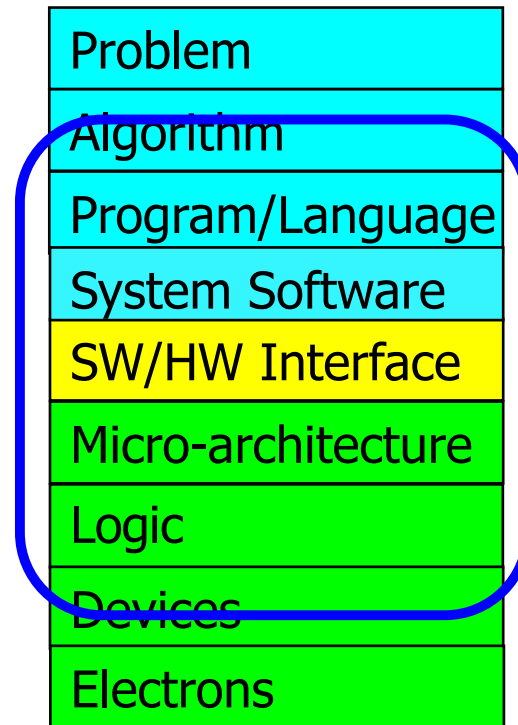 Problem
Algorithm
Program/Language
System Software
SW/HW Interface
Micro-architecture
Logic
Devices
Electrons